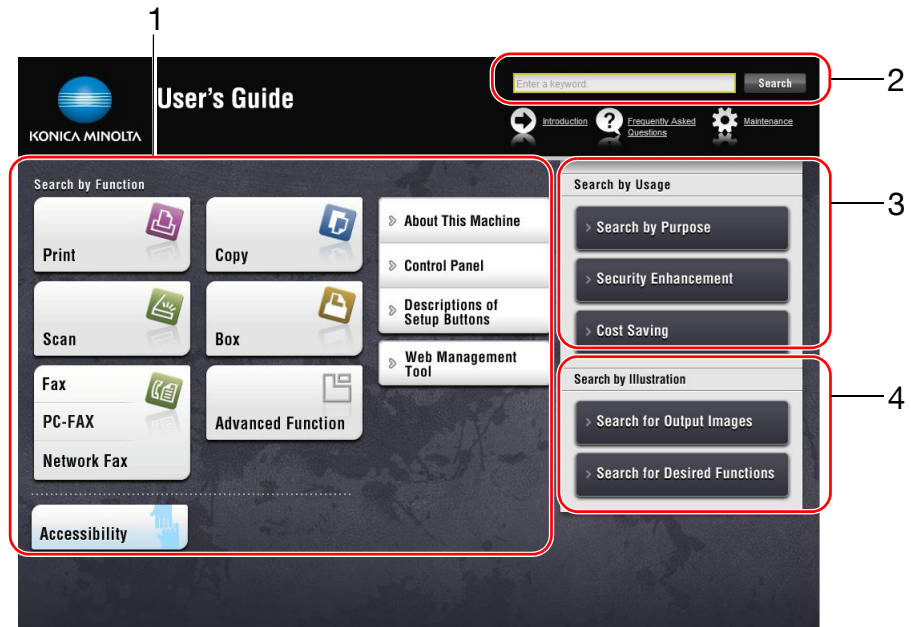 1
2
User's Guide
KONICA MINOLTA
Enter a keyword.
Search
Introduction
Frequently Asked
Questions
Maintenance
Search by Function
Print
Copy
Scan
Box
Fax
PC-FAX
Network Fax
Advanced Function
Accessibility
About This Machine
Control Panel
Descriptions of
Setup Buttons
Web Management
Tool
3
Search by Usage
Search by Purpose
Security Enhancement
Cost Saving
4
Search by Illustration
Search for Output Images
Search for Desired Functions